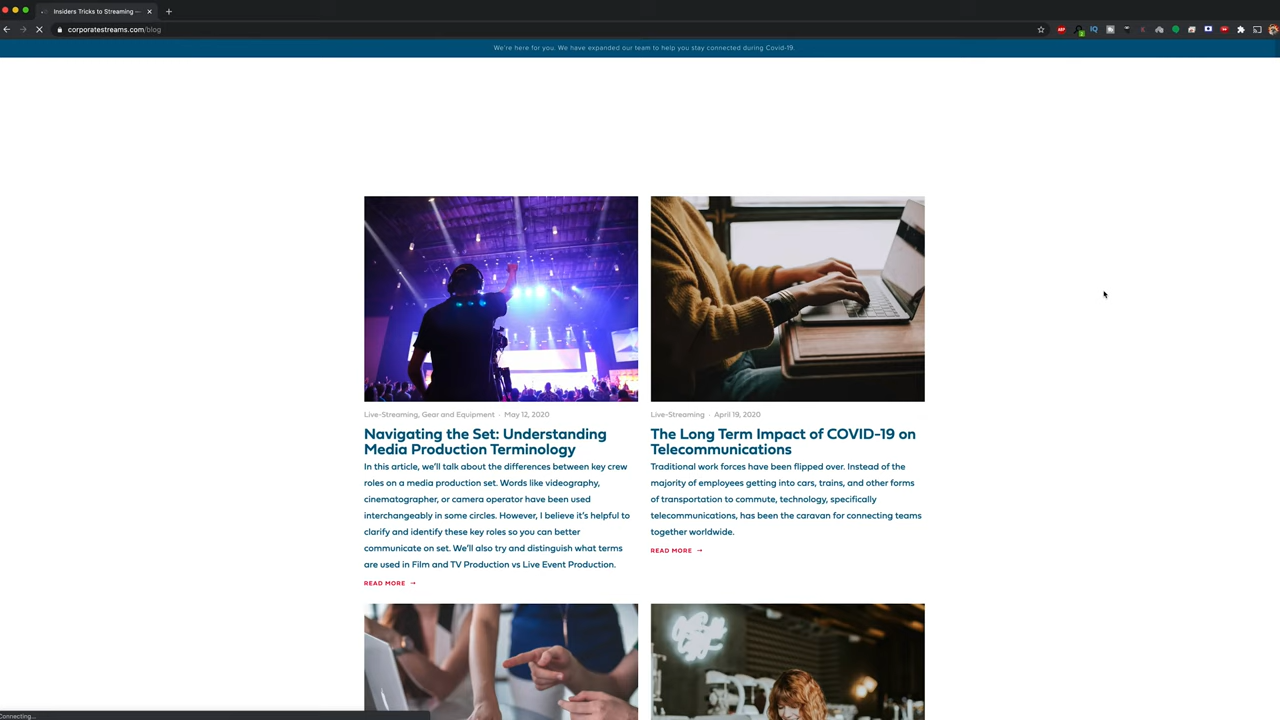 Insiders Tricks to Streaming —
corporatestreams.com/blog
We're here for you. We have expanded our team to help you stay connected during Covid-19.
Live-Streaming, Gear and Equipment · May 12, 2020
Navigating the Set: Understanding
Media Production Terminology
In this article, we'll talk about the differences between key crew
roles on a media production set. Words like videography,
cinematographer, or camera operator have been used
interchangeably in some circles. However, I believe it's helpful to
clarify and identify these key roles so you can better
communicate on set. We'll also try and distinguish what terms
are used in Film and TV Production vs Live Event Production.
READ MORE →
Live-Streaming · April 19, 2020
The Long Term Impact of COVID-19 on
Telecommunications
Traditional work forces have been flipped over. Instead of the
majority of employees getting into cars, trains, and other forms
of transportation to commute, technology, specifically
telecommunications, has been the caravan for connecting teams
together worldwide.
READ MORE →
Connecting...